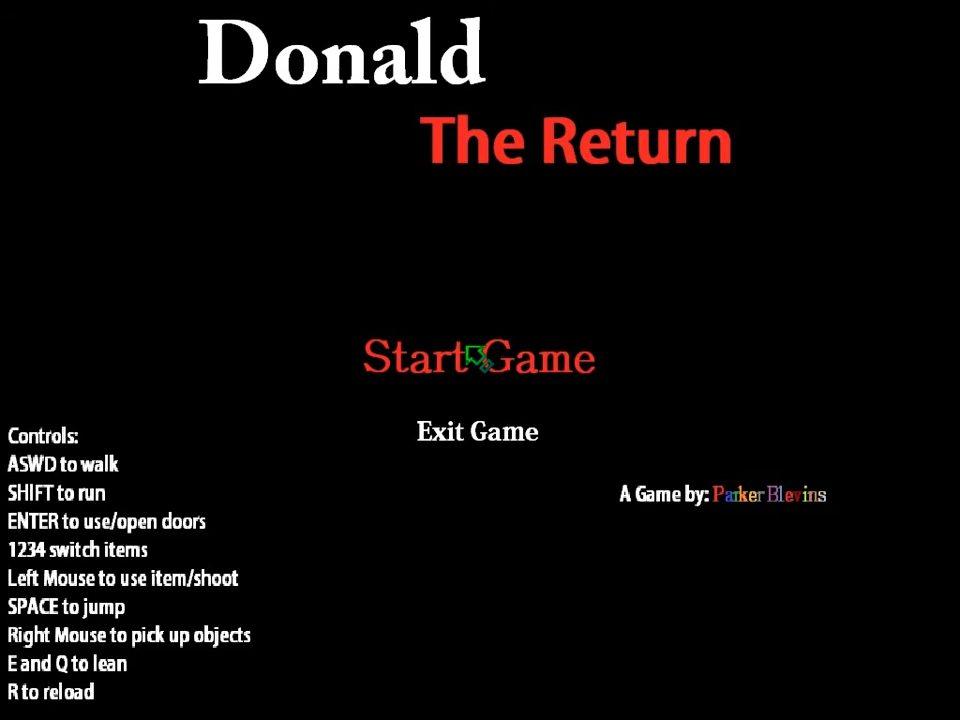 Donald
The Return
Start Game
Exit Game
Controls:
ASWD to walk
SHIFT to run
ENTER to use/open doors
1234 switch items
Left Mouse to use item/shoot
SPACE to jump
Right Mouse to pick up objects
E and Q to lean
R to reload
A Game by: Parker Blevins